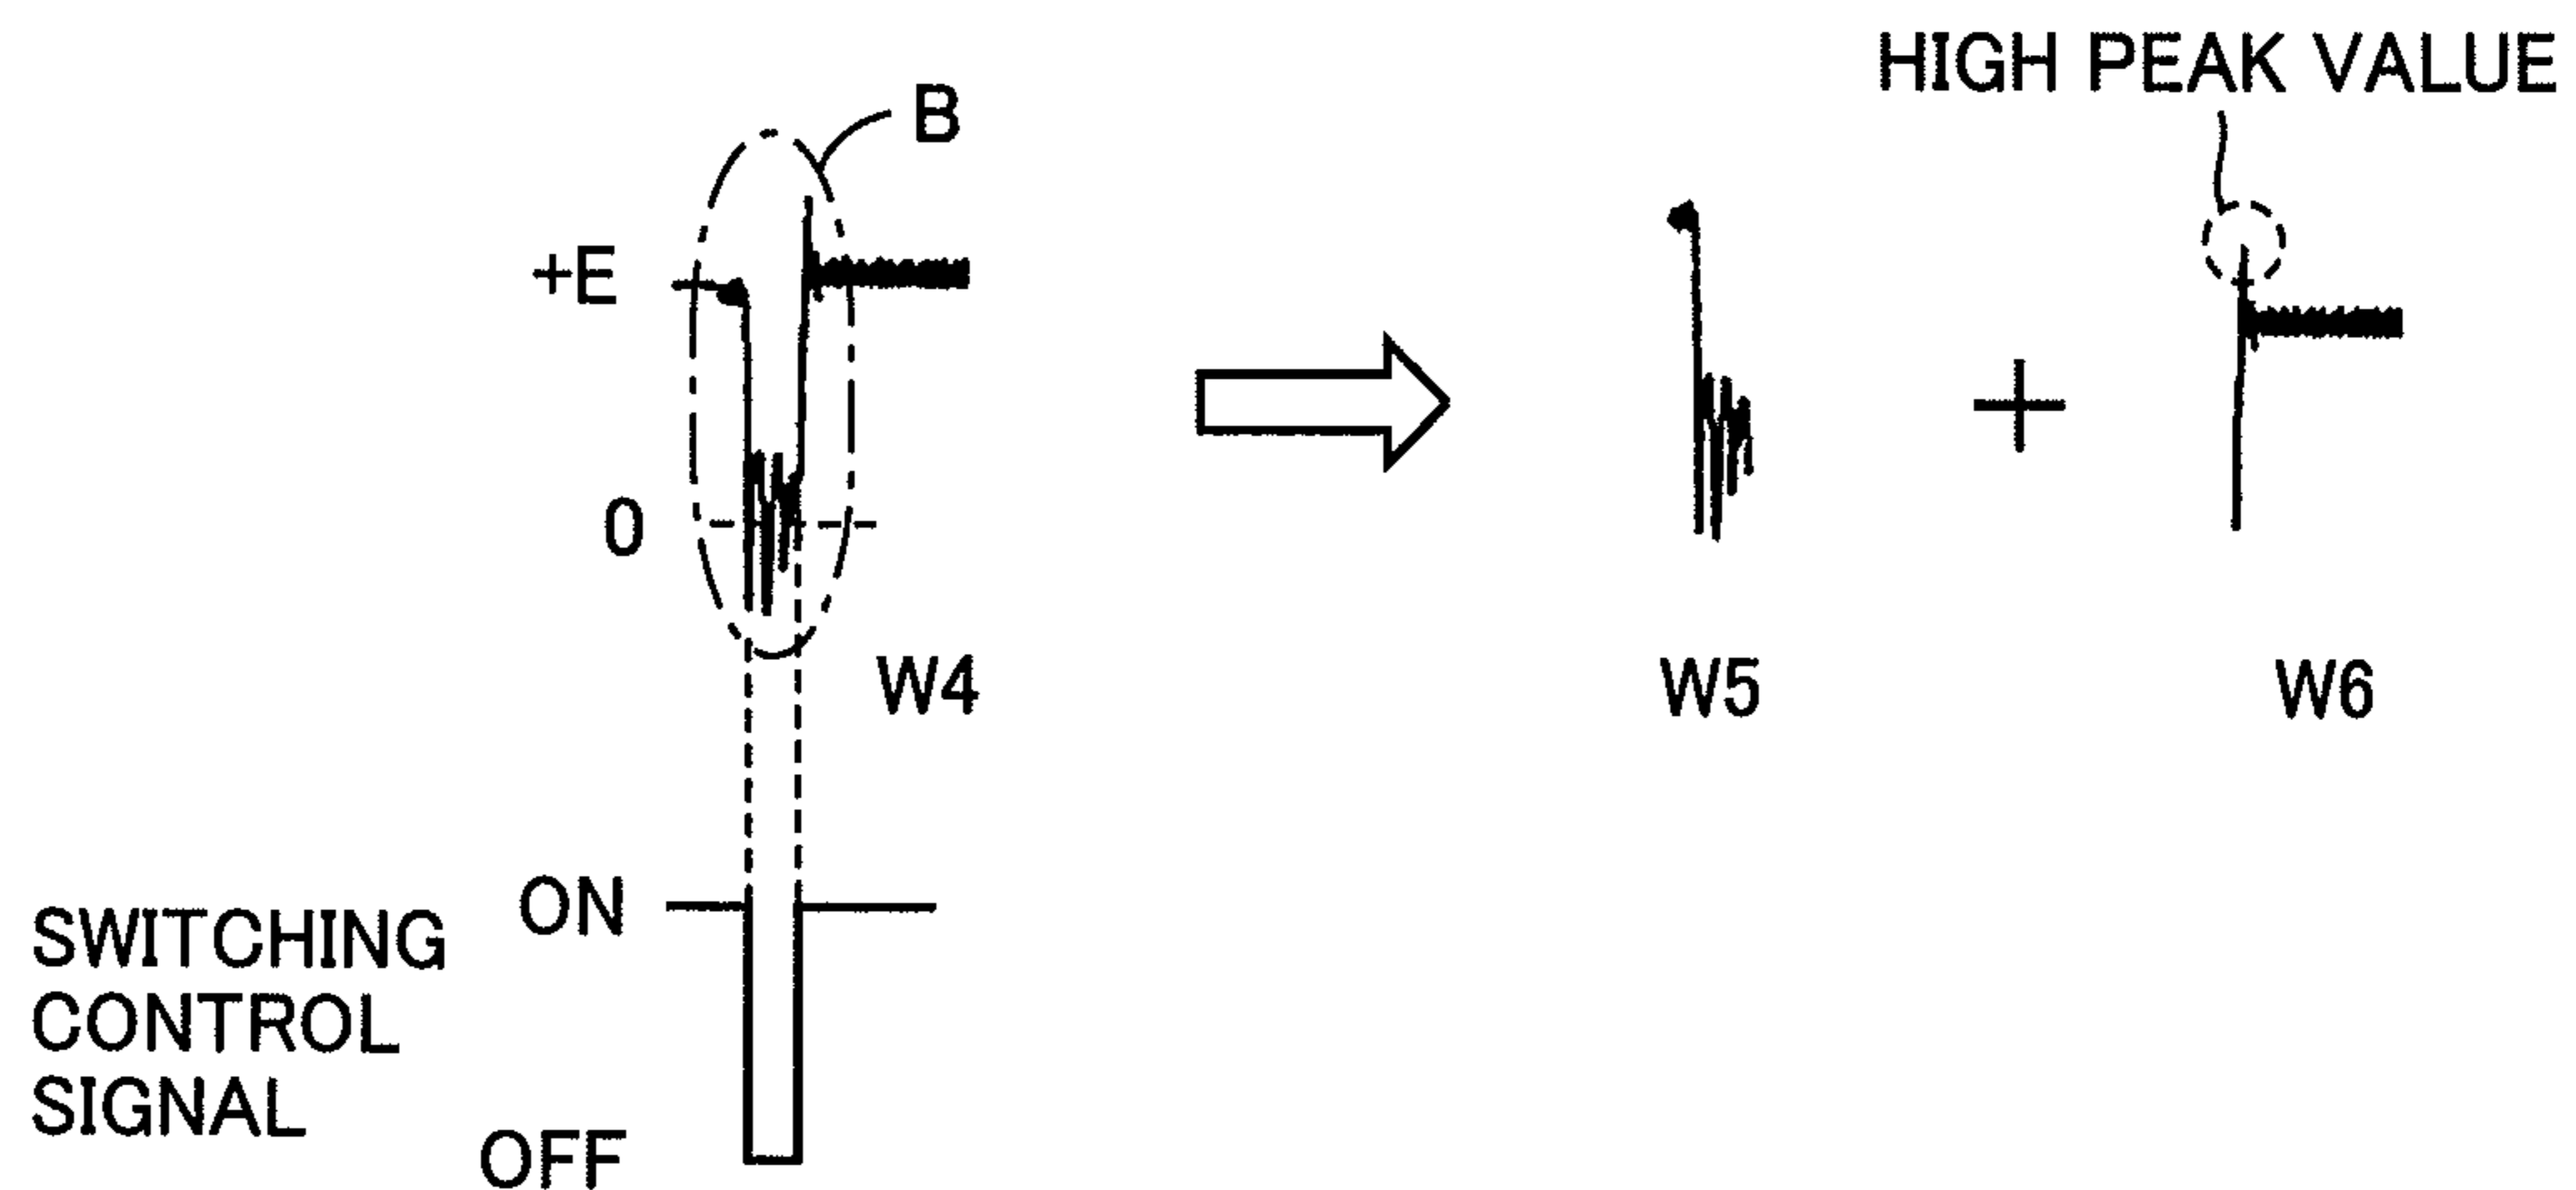 HIGH PEAK VALUE
B
+E
0
W4
+
W5
W6
ON
SWITCHING
CONTROL
SIGNAL
OFF